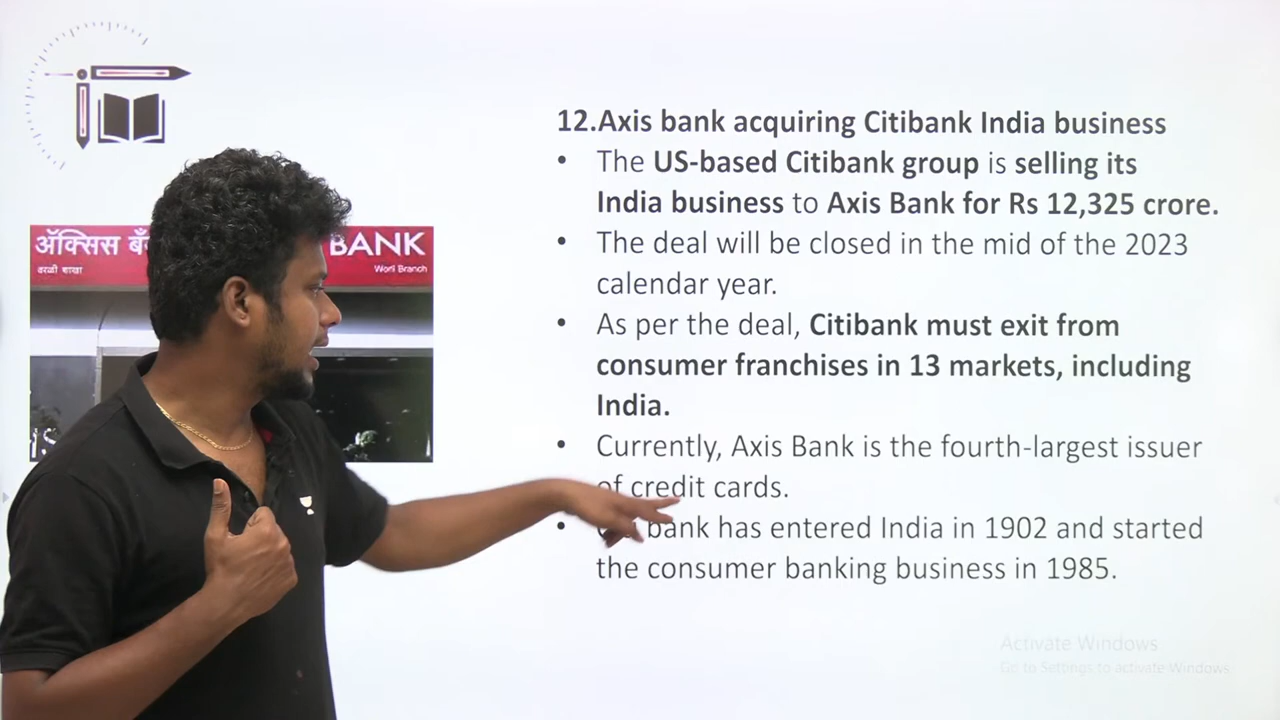 ॲक्सिस बँ
BANK
वरळी शाखा
Worli Branch
12.Axis bank acquiring Citibank India business
• The US-based Citibank group is selling its
India business to Axis Bank for Rs 12,325 crore.
• The deal will be closed in the mid of the 2023
calendar year.
• As per the deal, Citibank must exit from
consumer franchises in 13 markets, including
India.
• Currently, Axis Bank is the fourth-largest issuer
of credit cards.
• bank has entered India in 1902 and started
the consumer banking business in 1985.
Activate Windows
Go to Settings to activate Windows.